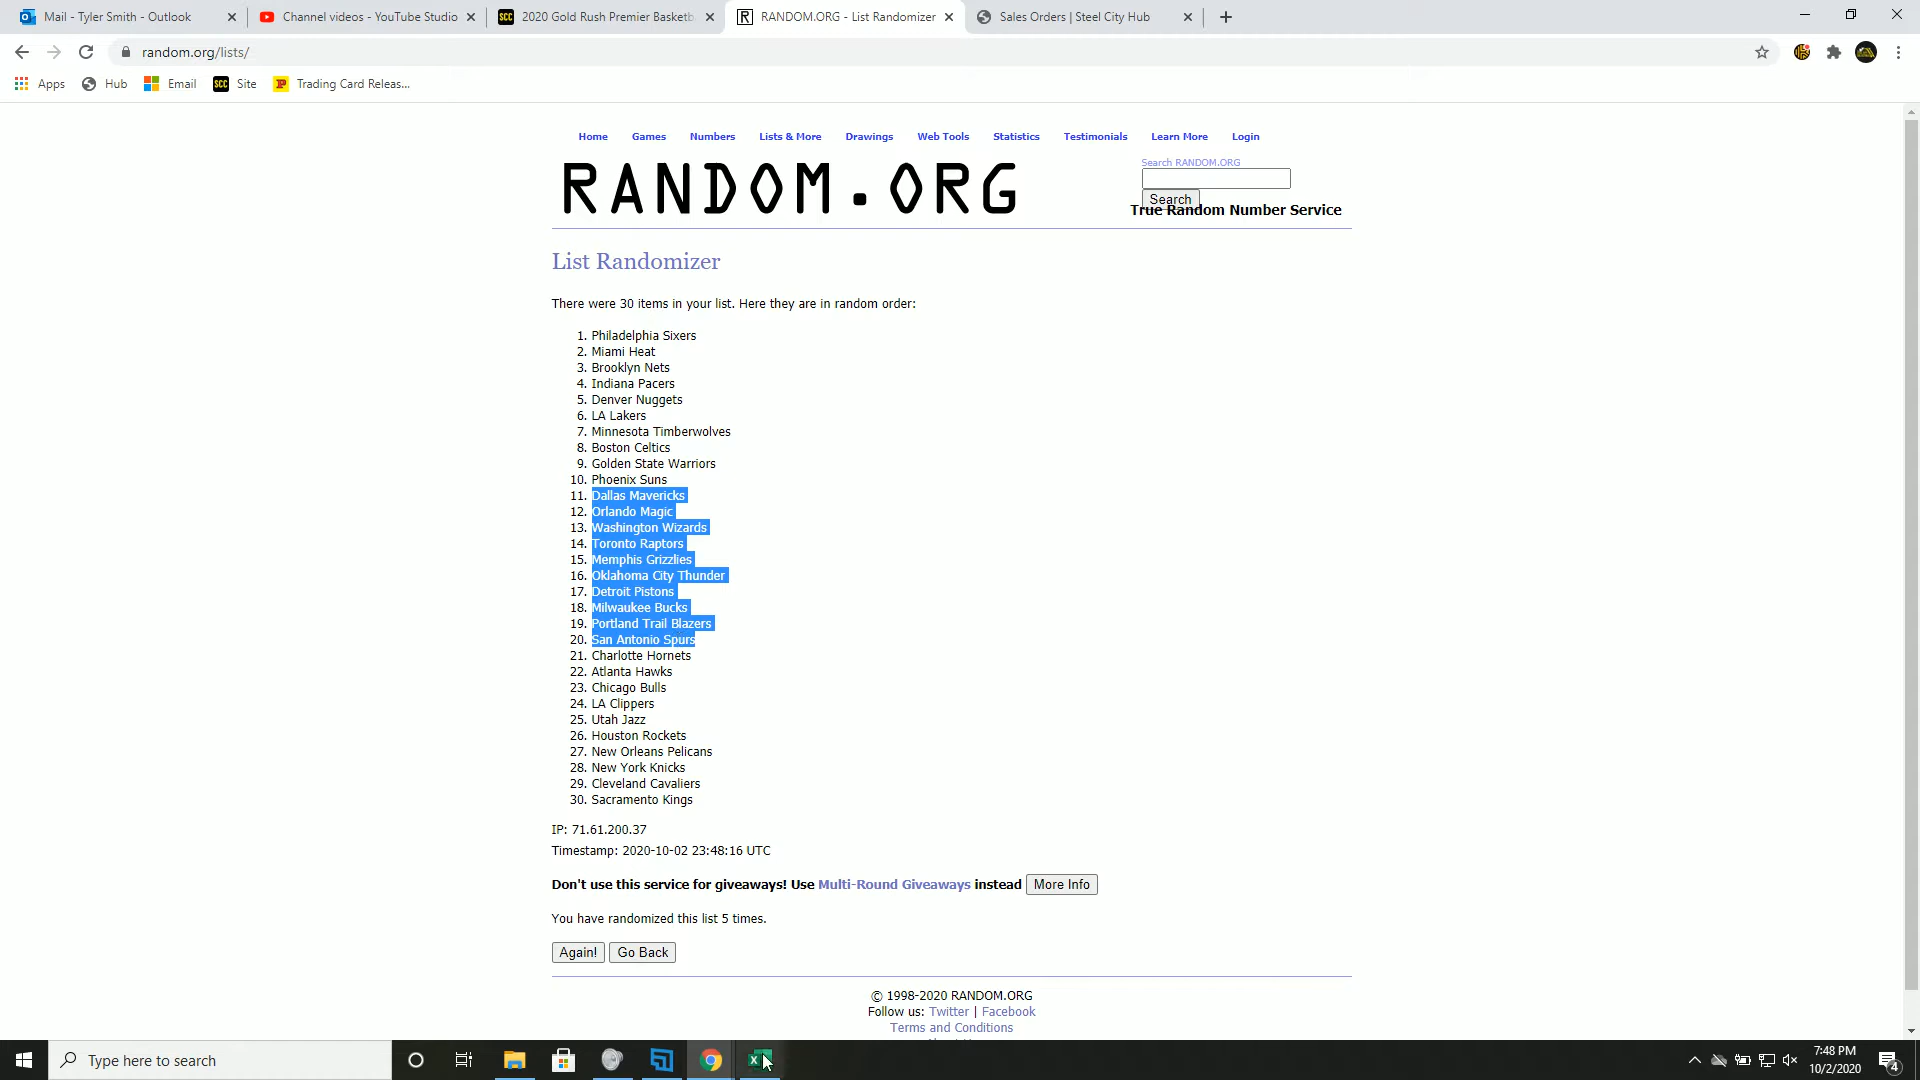 Mail - Tyler Smith - Outlook
Channel videos - YouTube Studio
SCC 2020 Gold Rush Premier Basketb
R RANDOM.ORG - List Randomizer
Sales Orders | Steel City Hub
random.org/lists/
Apps
Hub
Email
SCC Site
Trading Card Releas...
Home Games Numbers Lists & More Drawings Web Tools Statistics Testimonials Learn More Login
RANDOM.ORG
Search RANDOM.ORG
Search
True Random Number Service
List Randomizer
There were 30 items in your list. Here they are in random order:
1. Philadelphia Sixers
2. Miami Heat
3. Brooklyn Nets
4. Indiana Pacers
5. Denver Nuggets
6. LA Lakers
7. Minnesota Timberwolves
8. Boston Celtics
9. Golden State Warriors
10. Phoenix Suns
11. Dallas Mavericks
12. Orlando Magic
13. Washington Wizards
14. Toronto Raptors
15. Memphis Grizzlies
16. Oklahoma City Thunder
17. Detroit Pistons
18. Milwaukee Bucks
19. Portland Trail Blazers
20. San Antonio Spurs
21. Charlotte Hornets
22. Atlanta Hawks
23. Chicago Bulls
24. LA Clippers
25. Utah Jazz
26. Houston Rockets
27. New Orleans Pelicans
28. New York Knicks
29. Cleveland Cavaliers
30. Sacramento Kings
IP: 71.61.200.37
Timestamp: 2020-10-02 23:48:16 UTC
Don't use this service for giveaways! Use Multi-Round Giveaways instead More Info
You have randomized this list 5 times.
Again! Go Back
© 1998-2020 RANDOM.ORG
Follow us: Twitter | Facebook
Terms and Conditions
Type here to search
7:48 PM
10/2/2020
4